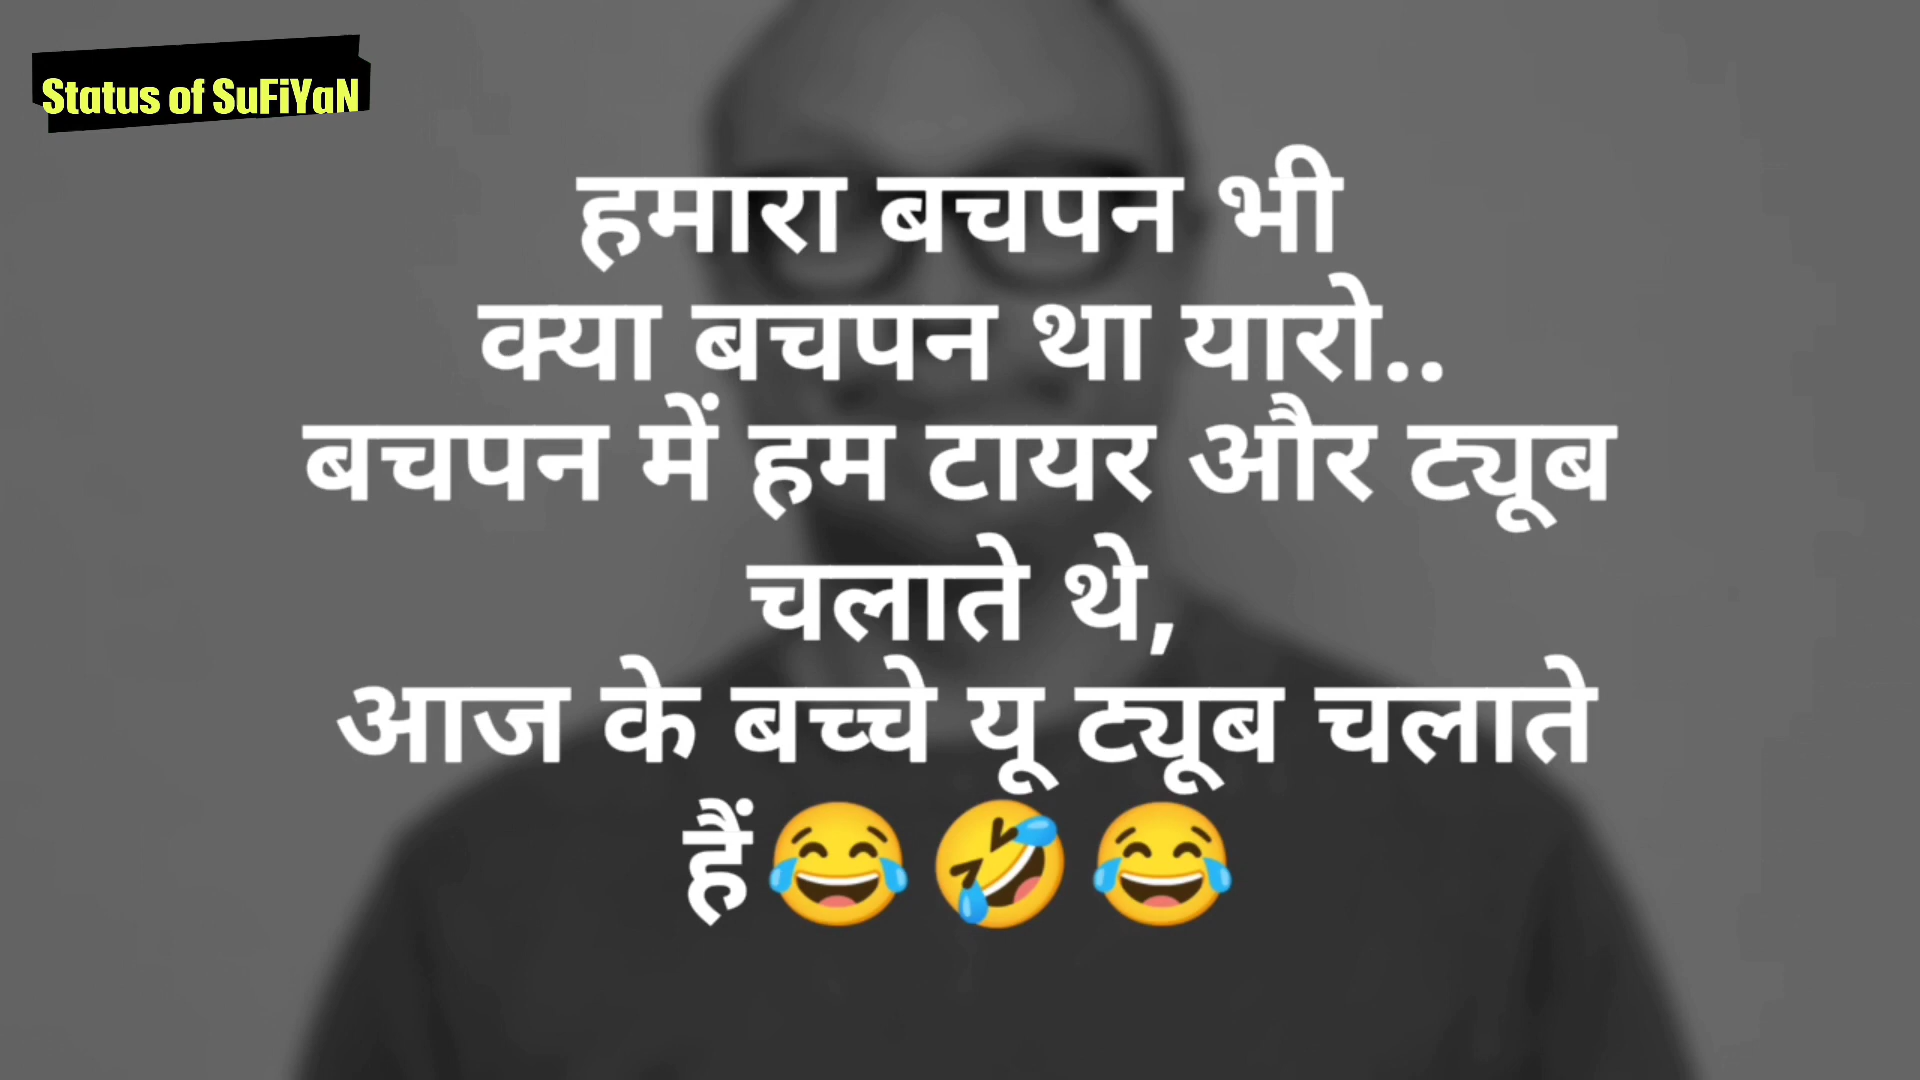 Status of SuFiYaN
हमारा बचपन भी
क्या बचपन था यारो..
बचपन में हम टायर और ट्यूब
चलाते थे,
आज के बच्चे यू ट्यूब चलाते
हैं😂🤣😂